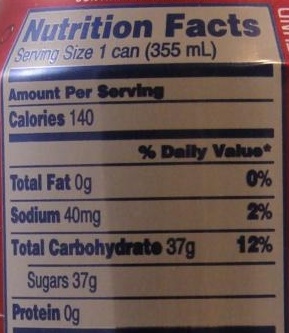 Nutrition Facts
Serving Size 1 can (355 mL)
Amount Per Serving
Calories 140
% Daily Value*
Total Fat 0g 0%
Sodium 40mg 2%
Total Carbohydrate 37g 12%
Sugars 37g
Protein 0g